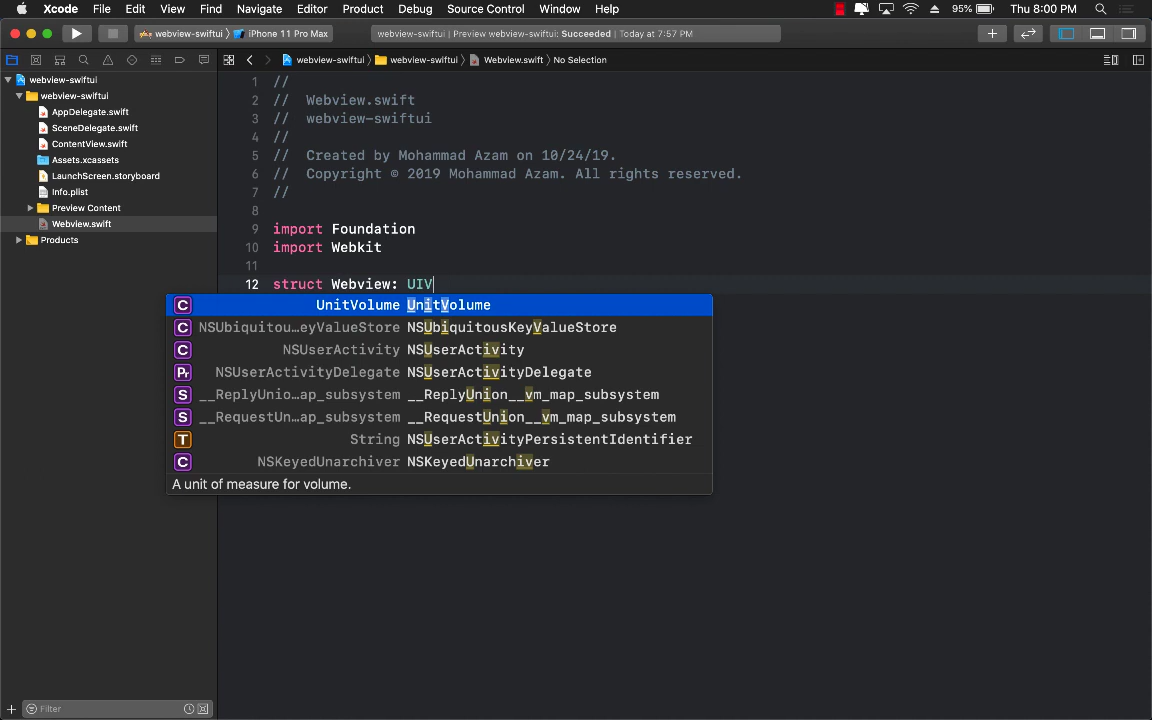 Xcode File Edit View Find Navigate Editor Product Debug Source Control Window Help 95% Thu 8:00 PM
webview-swiftui iPhone 11 Pro Max webview-swiftui | Preview webview-swiftui: Succeeded | Today at 7:57 PM
webview-swiftui webview-swiftui Webview.swift No Selection
webview-swiftui
webview-swiftui
AppDelegate.swift
SceneDelegate.swift
ContentView.swift
Assets.xcassets
LaunchScreen.storyboard
Info.plist
Preview Content
Webview.swift
Products
1 //
2 // Webview.swift
3 // webview-swiftui
4 //
5 // Created by Mohammad Azam on 10/24/19.
6 // Copyright © 2019 Mohammad Azam. All rights reserved.
7 //
8
9 import Foundation
10 import Webkit
11
12 struct Webview: UIV
C UnitVolume UnitVolume
C NSUbiquitou…eyValueStore NSUbiquitousKeyValueStore
C NSUserActivity NSUserActivity
Pr NSUserActivityDelegate NSUserActivityDelegate
S __ReplyUnio…ap_subsystem __ReplyUnion__vm_map_subsystem
S __RequestUn…ap_subsystem __RequestUnion__vm_map_subsystem
T String NSUserActivityPersistentIdentifier
C NSKeyedUnarchiver NSKeyedUnarchiver
A unit of measure for volume.
Filter